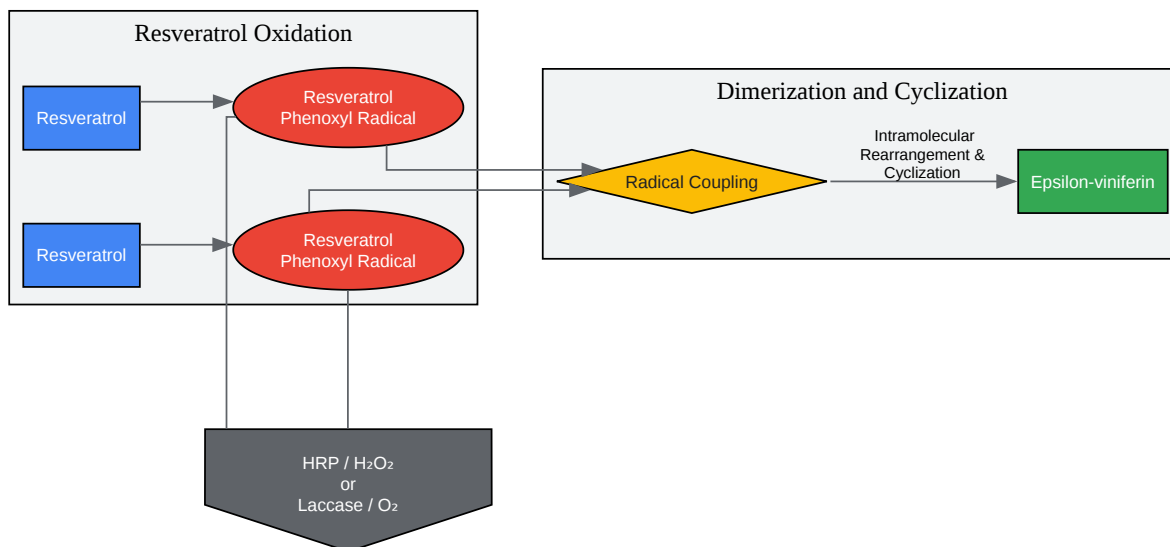 Resveratrol Oxidation
Resveratrol
Resveratrol
Phenoxyl Radical
Resveratrol
Resveratrol
Phenoxyl Radical
HRP / H₂O₂
or
Laccase / O₂
Dimerization and Cyclization
Radical Coupling
Intramolecular
Rearrangement &
Cyclization
Epsilon-viniferin